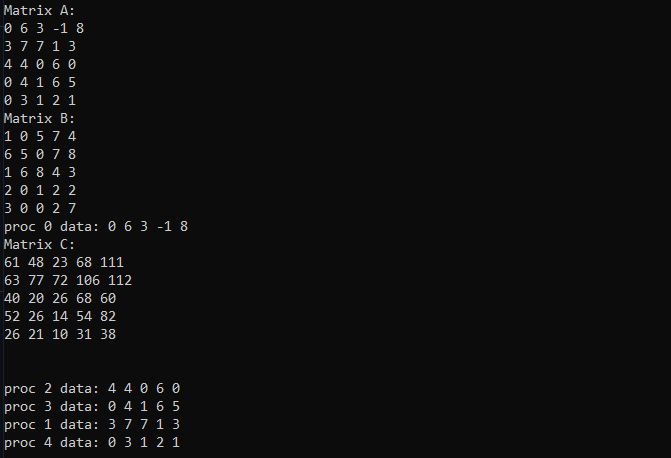 Matrix A:
0 6 3 -1 8
3 7 7 1 3
4 4 0 6 0
0 4 1 6 5
0 3 1 2 1
Matrix B:
1 0 5 7 4
6 5 0 7 8
1 6 8 4 3
2 0 1 2 2
3 0 0 2 7
proc 0 data: 0 6 3 -1 8
Matrix C:
61 48 23 68 111
63 77 72 106 112
40 20 26 68 60
52 26 14 54 82
26 21 10 31 38
proc 2 data: 4 4 0 6 0
proc 3 data: 0 4 1 6 5
proc 1 data: 3 7 7 1 3
proc 4 data: 0 3 1 2 1